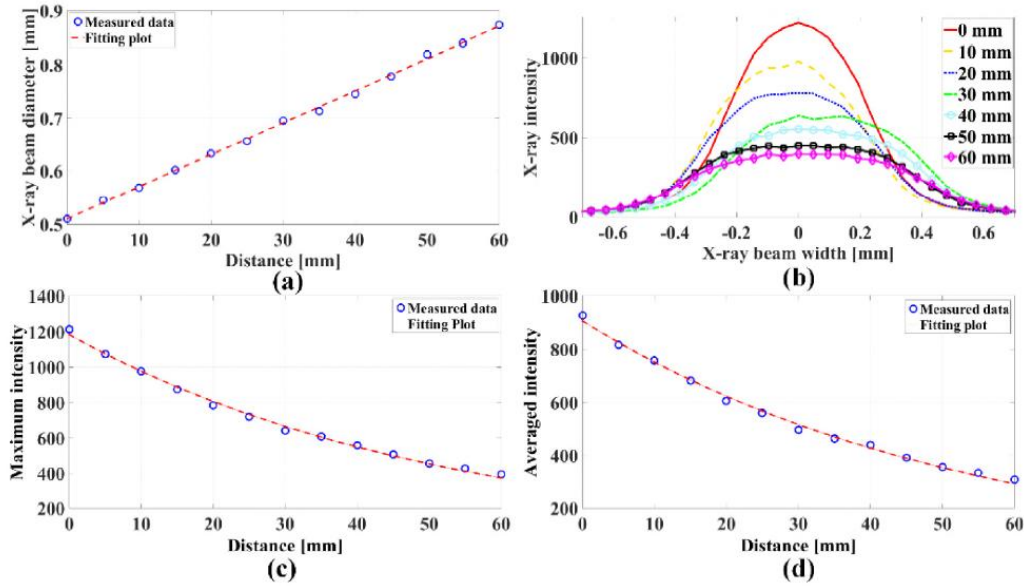 0.9
0.8
0.7
0.6
0.5
X-ray beam diameter [mm]
Measured data
Fitting plot
0 10 20 30 40 50 60
Distance [mm]
(a)
1000
500
0
X-ray intensity
0 mm
10 mm
20 mm
30 mm
40 mm
50 mm
60 mm
-0.6 -0.4 -0.2 0 0.2 0.4 0.6
X-ray beam width [mm]
(b)
1400
1200
1000
800
600
400
200
Maximum intensity
Measured data
Fitting Plot
0 10 20 30 40 50 60
Distance [mm]
(c)
1000
800
600
400
200
Averaged intensity
Measured data
Fitting plot
0 10 20 30 40 50 60
Distance [mm]
(d)